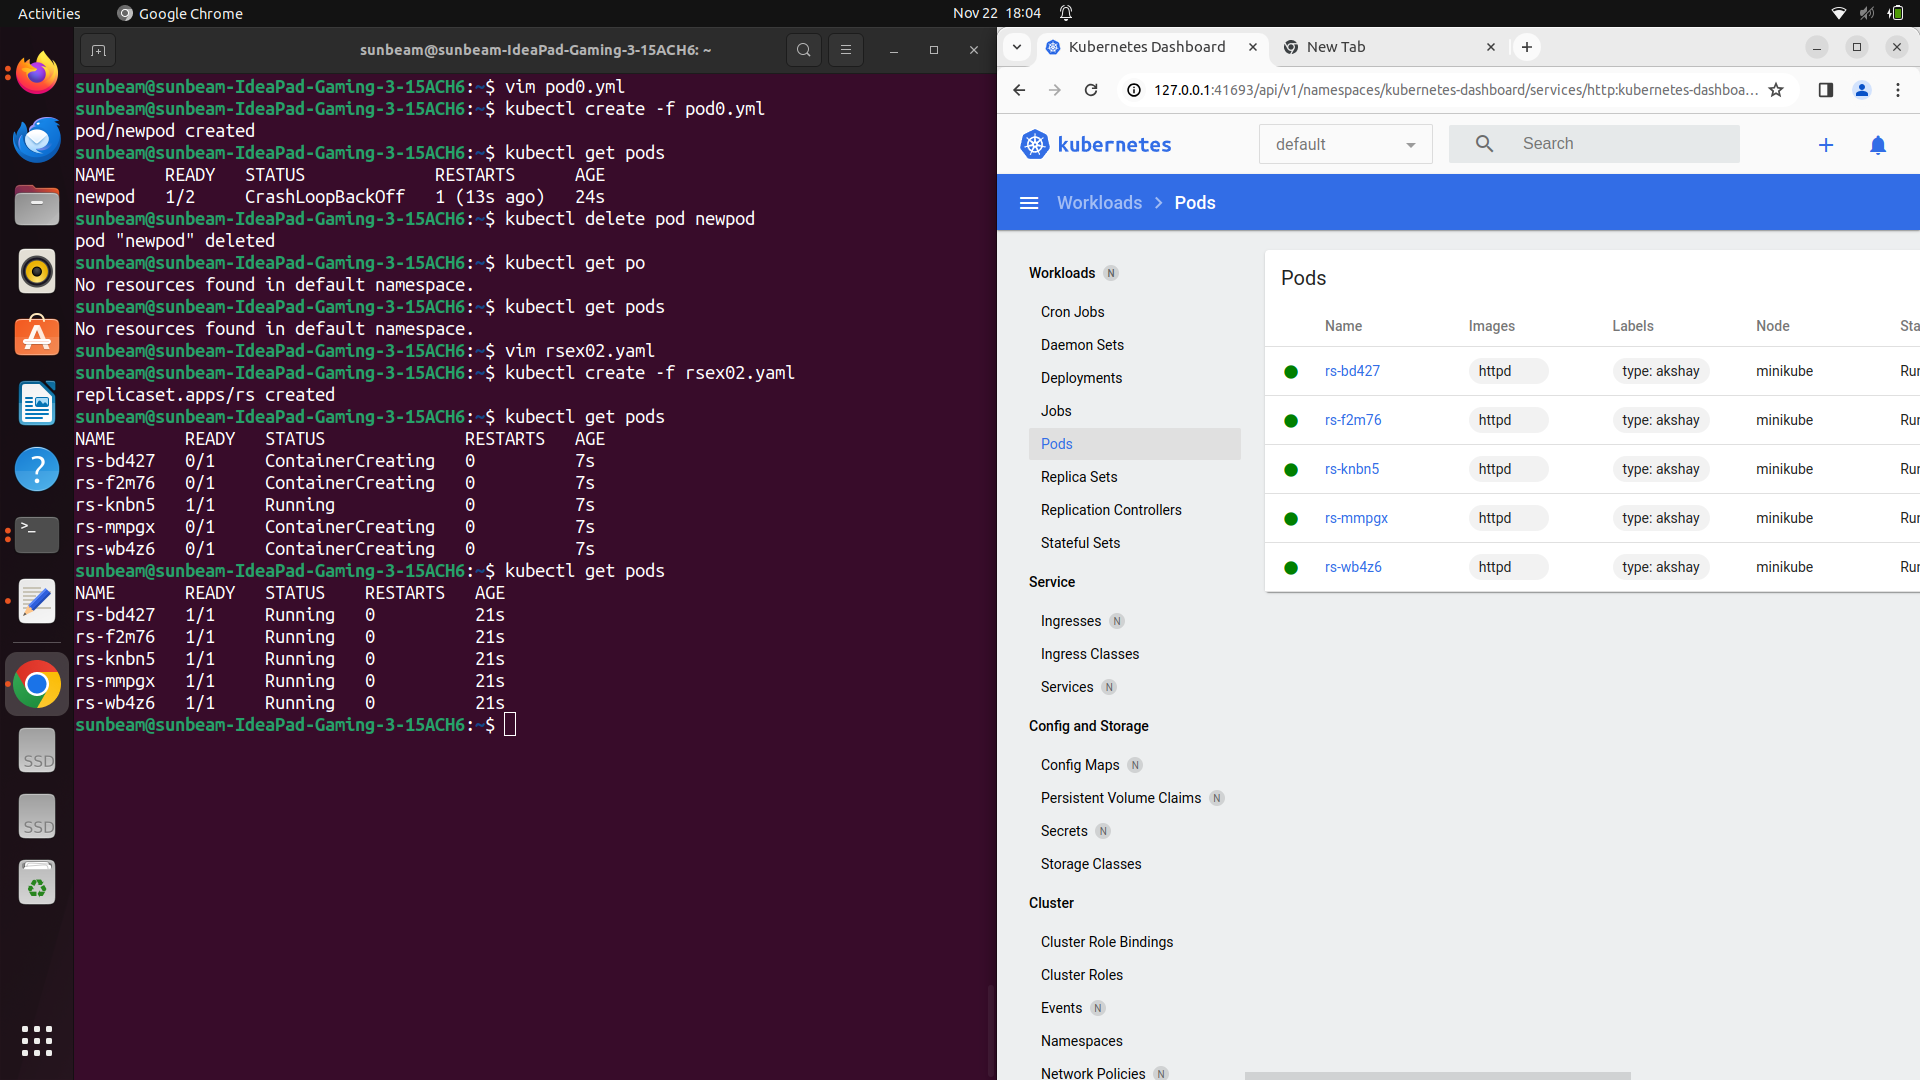 Activities
Google Chrome
Nov 22 18:04
sunbeam@sunbeam-IdeaPad-Gaming-3-15ACH6: ~
sunbeam@sunbeam-IdeaPad-Gaming-3-15ACH6:~$ vim pod0.yml
sunbeam@sunbeam-IdeaPad-Gaming-3-15ACH6:~$ kubectl create -f pod0.yml
pod/newpod created
sunbeam@sunbeam-IdeaPad-Gaming-3-15ACH6:~$ kubectl get pods
NAME READY STATUS RESTARTS AGE
newpod 1/2 CrashLoopBackOff 1 (13s ago) 24s
sunbeam@sunbeam-IdeaPad-Gaming-3-15ACH6:~$ kubectl delete pod newpod
pod "newpod" deleted
sunbeam@sunbeam-IdeaPad-Gaming-3-15ACH6:~$ kubectl get po
No resources found in default namespace.
sunbeam@sunbeam-IdeaPad-Gaming-3-15ACH6:~$ kubectl get pods
No resources found in default namespace.
sunbeam@sunbeam-IdeaPad-Gaming-3-15ACH6:~$ vim rsex02.yaml
sunbeam@sunbeam-IdeaPad-Gaming-3-15ACH6:~$ kubectl create -f rsex02.yaml
replicaset.apps/rs created
sunbeam@sunbeam-IdeaPad-Gaming-3-15ACH6:~$ kubectl get pods
NAME READY STATUS RESTARTS AGE
rs-bd427 0/1 ContainerCreating 0 7s
rs-f2m76 0/1 ContainerCreating 0 7s
rs-knbn5 1/1 Running 0 7s
rs-mmpgx 0/1 ContainerCreating 0 7s
rs-wb4z6 0/1 ContainerCreating 0 7s
sunbeam@sunbeam-IdeaPad-Gaming-3-15ACH6:~$ kubectl get pods
NAME READY STATUS RESTARTS AGE
rs-bd427 1/1 Running 0 21s
rs-f2m76 1/1 Running 0 21s
rs-knbn5 1/1 Running 0 21s
rs-mmpgx 1/1 Running 0 21s
rs-wb4z6 1/1 Running 0 21s
sunbeam@sunbeam-IdeaPad-Gaming-3-15ACH6:~$
SSD
SSD
Kubernetes Dashboard
New Tab
127.0.0.1:41693/api/v1/namespaces/kubernetes-dashboard/services/http:kubernetes-dashboa...
kubernetes
default
Search
Workloads > Pods
Workloads N
Cron Jobs
Daemon Sets
Deployments
Jobs
Pods
Replica Sets
Replication Controllers
Stateful Sets
Service
Ingresses N
Ingress Classes
Services N
Config and Storage
Config Maps N
Persistent Volume Claims N
Secrets N
Storage Classes
Cluster
Cluster Role Bindings
Cluster Roles
Events N
Namespaces
Network Policies N
Pods
Name Images Labels Node Sta
rs-bd427 httpd type: akshay minikube Rur
rs-f2m76 httpd type: akshay minikube Rur
rs-knbn5 httpd type: akshay minikube Rur
rs-mmpgx httpd type: akshay minikube Rur
rs-wb4z6 httpd type: akshay minikube Rur